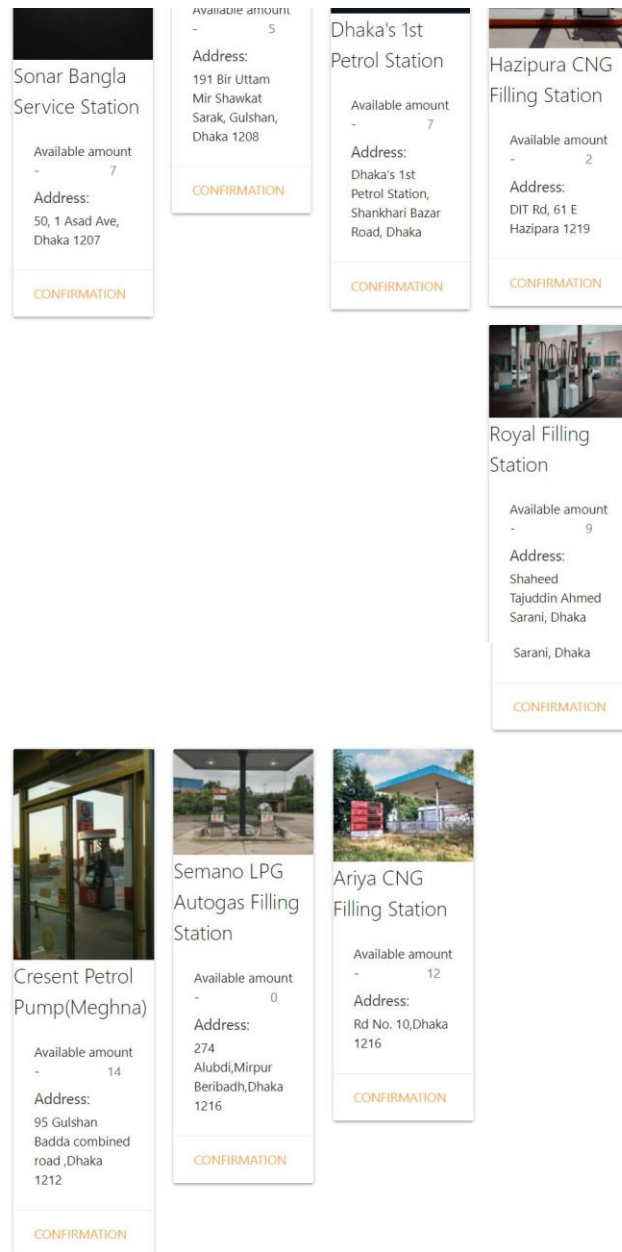 Sonar Bangla
Service Station
Available amount
- 7
Address:
50, 1 Asad Ave,
Dhaka 1207
CONFIRMATION
Available amount
- 5
Address:
191 Bir Uttam
Mir Shawkat
Sarak, Gulshan,
Dhaka 1208
CONFIRMATION
Dhaka's 1st
Petrol Station
Available amount
- 7
Address:
Dhaka's 1st
Petrol Station,
Shankhari Bazar
Road, Dhaka
CONFIRMATION
Hazipura CNG
Filling Station
Available amount
- 2
Address:
DIT Rd, 61 E
Hazipara 1219
CONFIRMATION
Royal Filling
Station
Available amount
- 9
Address:
Shaheed
Tajuddin Ahmed
Sarani, Dhaka
Sarani, Dhaka
CONFIRMATION
Cresent Petrol
Pump(Meghna)
Available amount
- 14
Address:
95 Gulshan
Badda combined
road ,Dhaka
1212
CONFIRMATION
Semano LPG
Autogas Filling
Station
Available amount
- 0
Address:
274
Alubdi,Mirpur
Beribadh,Dhaka
1216
CONFIRMATION
Ariya CNG
Filling Station
Available amount
- 12
Address:
Rd No. 10,Dhaka
1216
CONFIRMATION